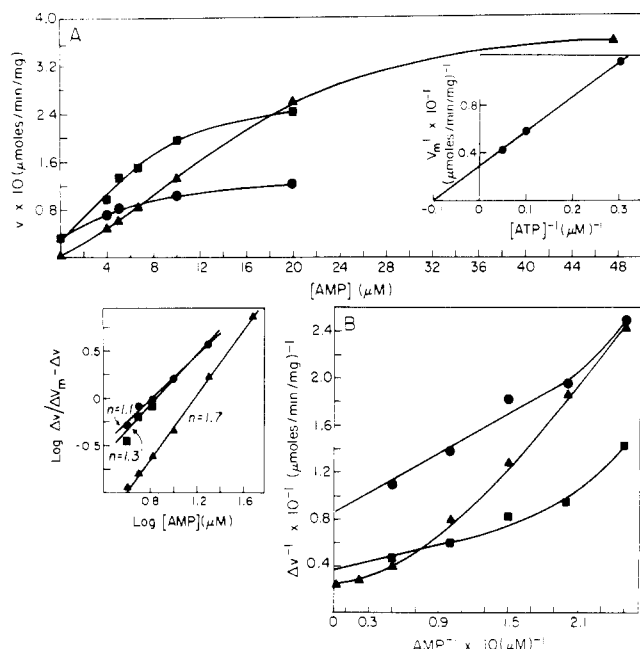 A
v x 10 (μmoles/min/mg)
4.0
3.2
2.4
1.6
0.8
0 4 8 12 16 20 24 28 32 36 40 44 48
[AMP] (μM)
Vm⁻¹ x 10⁻¹
(μmoles/min/mg)⁻¹
0.8
0.4
-0.1 0 0.1 0.2 0.3
[ATP]⁻¹(μM)⁻¹
Log Δv/ΔVm - Δv
0.5
0
-0.5
n=1.1
n=1.3
n=1.7
0.8 1.2 1.6
Log [AMP](μM)
B
Δv⁻¹ x 10⁻¹ (μmoles/min/mg)⁻¹
2.4
2.0
1.6
1.2
0.8
0.4
0 0.3 0.9 1.5 2.1
AMP⁻¹ x 10(μM)⁻¹